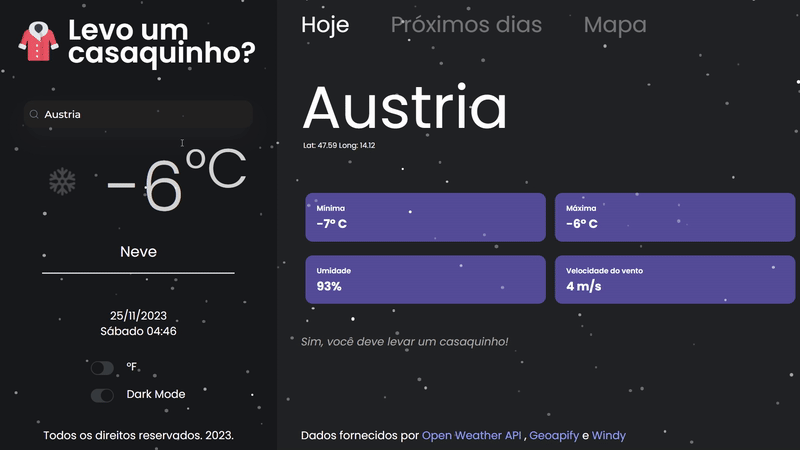 Levo um
casaquinho?
Austria
-6°C
Neve
25/11/2023
Sábado 04:46
ºF
Dark Mode
Todos os direitos reservados. 2023.
Hoje
Próximos dias
Mapa
Austria
Lat: 47.59 Long: 14.12
Mínima
-7° C
Máxima
-6° C
Umidade
93%
Velocidade do vento
4 m/s
Sim, você deve levar um casaquinho!
Dados fornecidos por Open Weather API , Geoapify e Windy